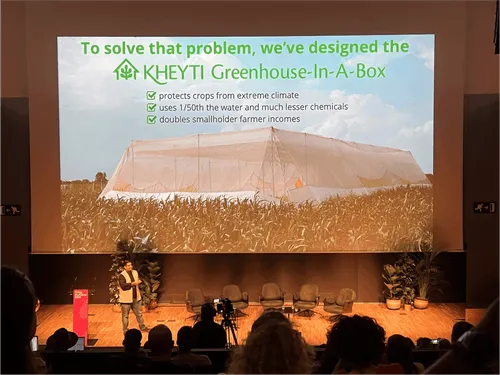 To solve that problem, we've designed the
KHEYTI Greenhouse-In-A-Box
protects crops from extreme climate
uses 1/50th the water and much lesser chemicals
doubles smallholder farmer incomes